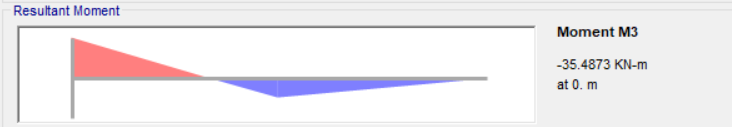 Resultant Moment
Moment M3
-35.4873 KN-m
at 0. m